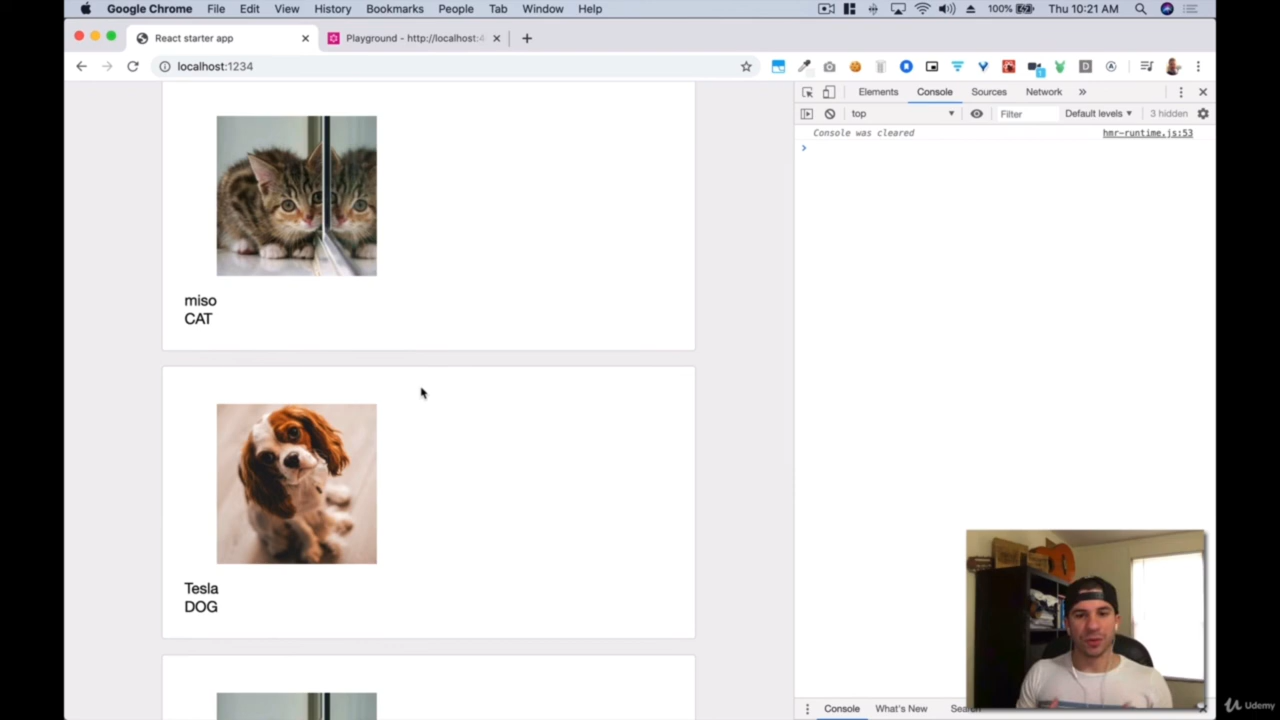 Google Chrome File Edit View History Bookmarks People Tab Window Help 100% Thu 10:21 AM
React starter app
Playground - http://localhost:4
localhost:1234
Elements Console Sources Network »
top Filter Default levels 3 hidden
Console was cleared hmr-runtime.js:53
miso
CAT
Tesla
DOG
Console What's New Search
Udemy